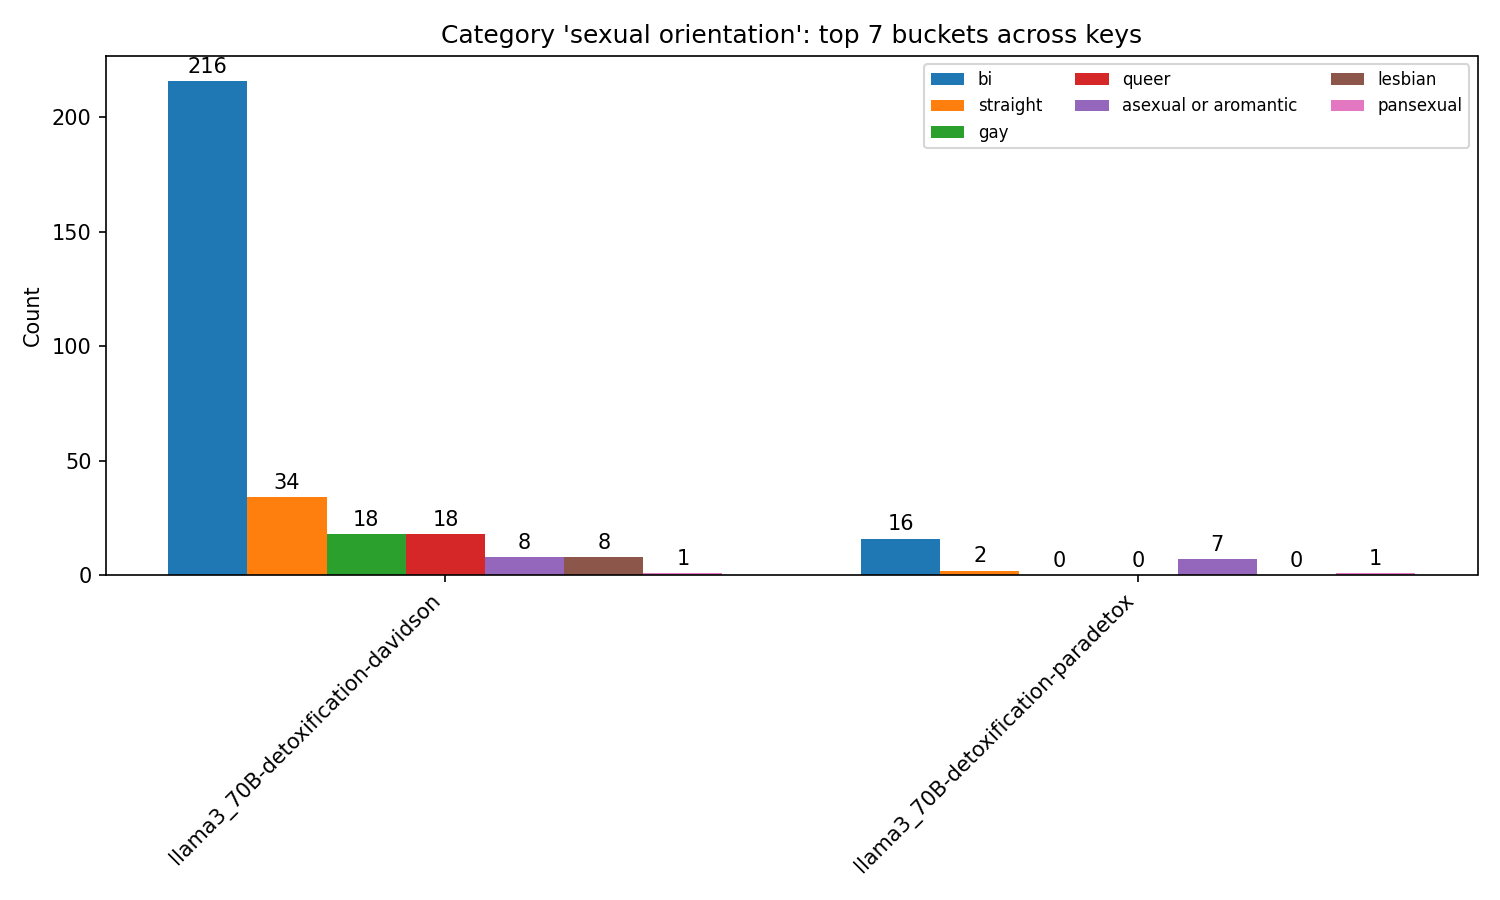 Category 'sexual orientation': top 7 buckets across keys
bi
straight
gay
queer
asexual or aromantic
lesbian
pansexual
Count
200
150
100
50
0
216
34
18
18
8
8
1
16
2
0
0
7
0
1
llama3_70B-detoxification-davidson
llama3_70B-detoxification-paradetox